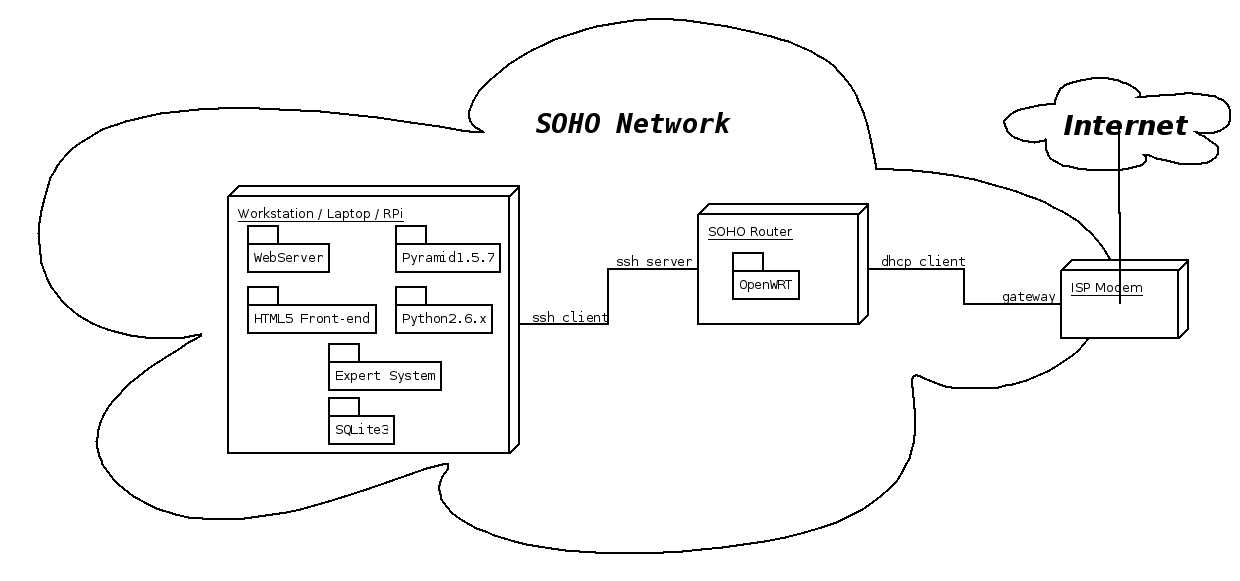 SOHO Network
Internet
Workstation / Laptop / RPi
WebServer
Pyramid1.5.7
HTML5 Front-end
Python2.6.x
Expert System
SQLite3
ssh client
ssh server
SOHO Router
OpenWRT
dhcp client
gateway
ISP Modem